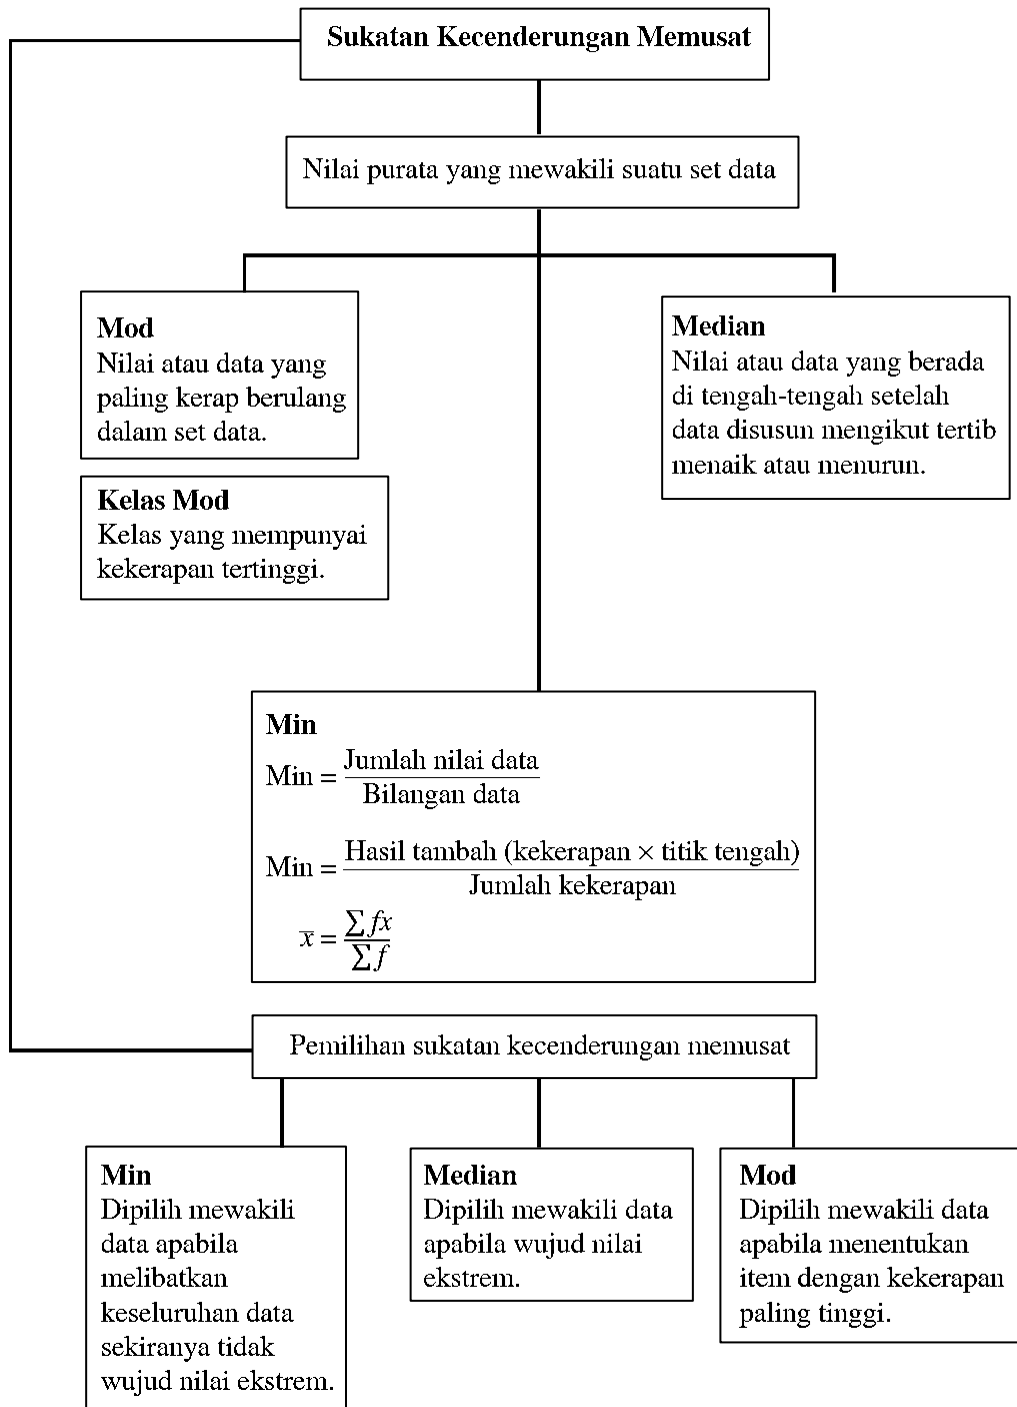 Sukatan Kecenderungan Memusat
Nilai purata yang mewakili suatu set data
Mod
Nilai atau data yang
paling kerap berulang
dalam set data.
Kelas Mod
Kelas yang mempunyai
kekerapan tertinggi.
Median
Nilai atau data yang berada
di tengah-tengah setelah
data disusun mengikut tertib
menaik atau menurun.
Min
Min = Jumlah nilai data / Bilangan data
Min = Hasil tambah (kekerapan × titik tengah) / Jumlah kekerapan
x̄ = ∑ fx / ∑ f
Pemilihan sukatan kecenderungan memusat
Min
Dipilih mewakili
data apabila
melibatkan
keseluruhan data
sekiranya tidak
wujud nilai ekstrem.
Median
Dipilih mewakili data
apabila wujud nilai
ekstrem.
Mod
Dipilih mewakili data
apabila menentukan
item dengan kekerapan
paling tinggi.